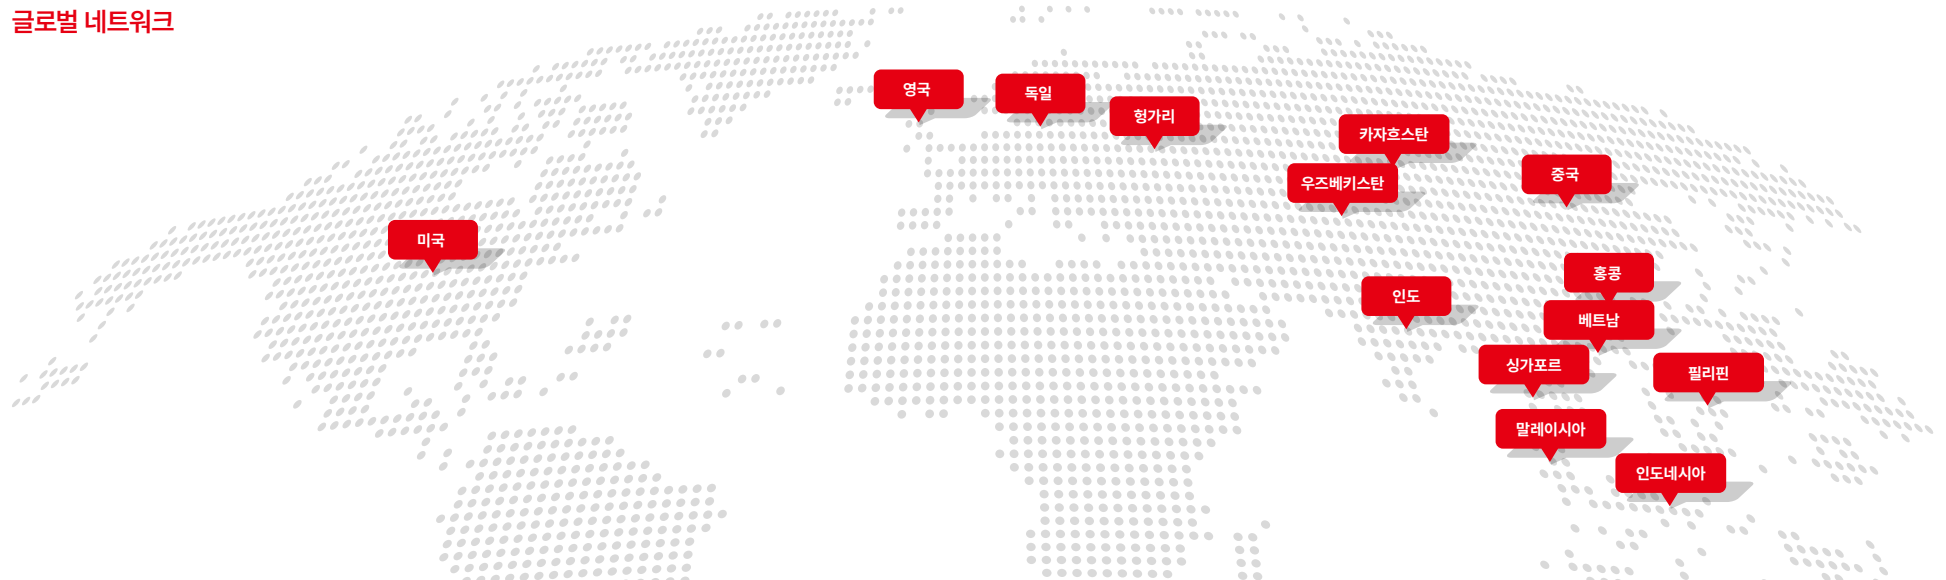 글로벌 네트워크
영국
독일
헝가리
카자흐스탄
우즈베키스탄
중국
미국
홍콩
인도
베트남
싱가포르
필리핀
말레이시아
인도네시아